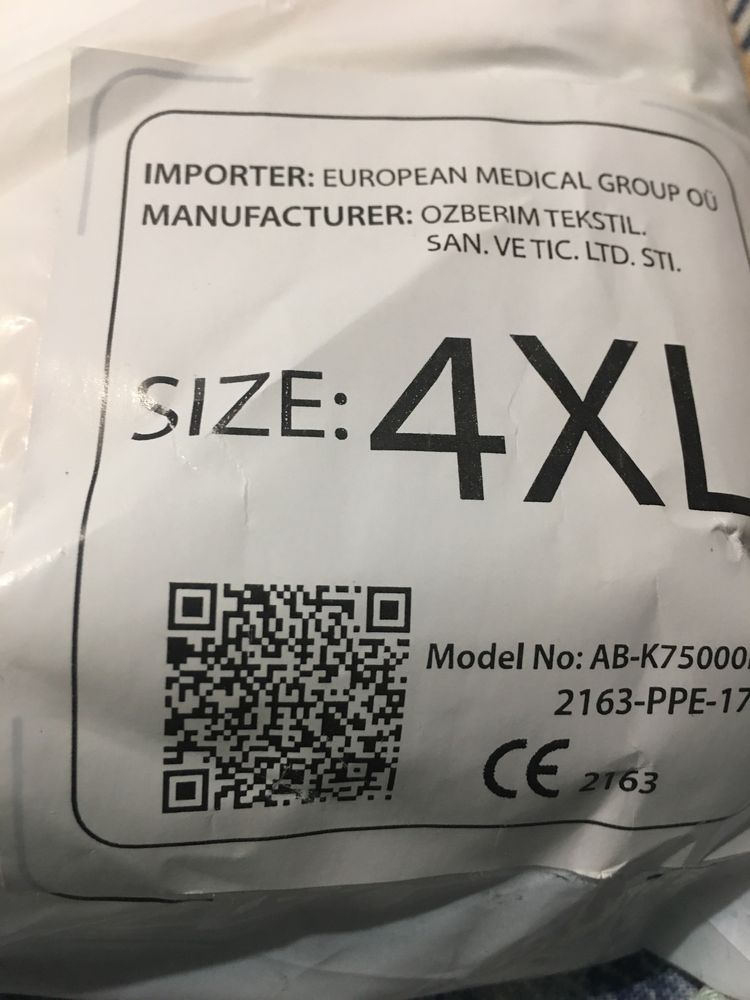 IMPORTER: EUROPEAN MEDICAL GROUP OÜ
MANUFACTURER: OZBERIM TEKSTIL.
SAN. VE TIC. LTD. STI.
SIZE: 4XL
Model No: AB-K75000
2163-PPE-17
CE 2163